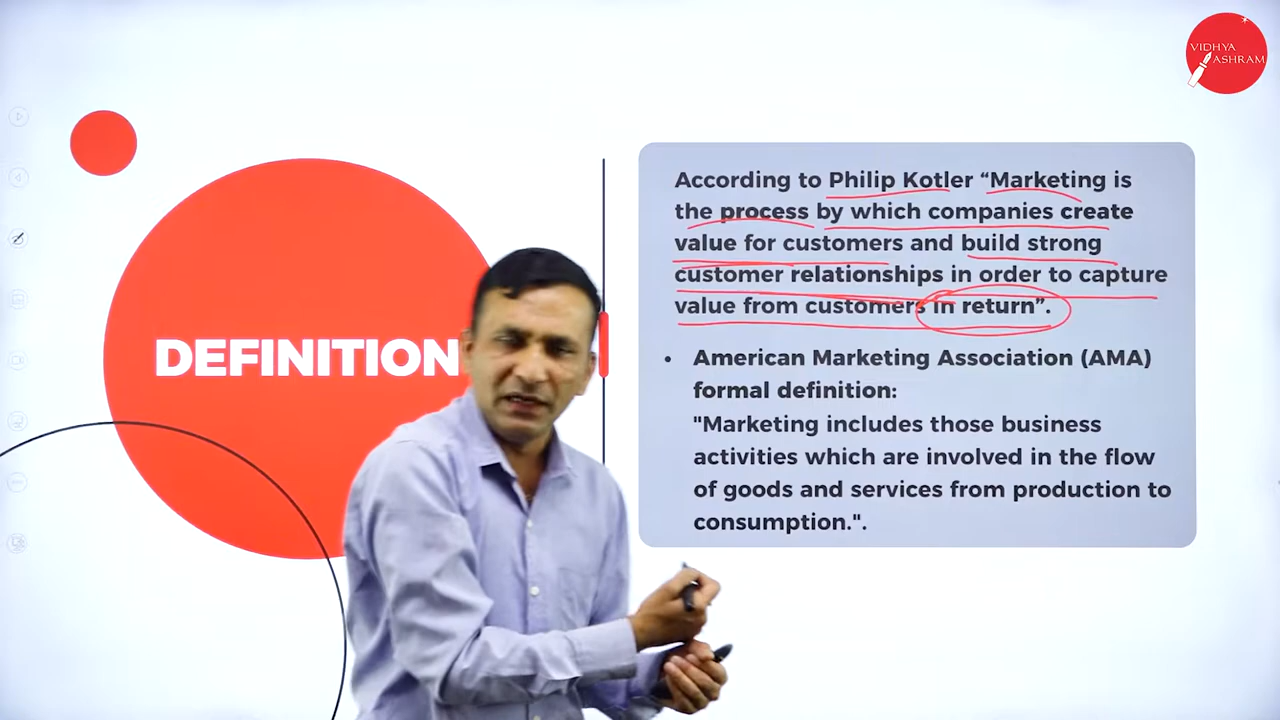 VIDHYA
ASHRAM
DEFINITION
According to Philip Kotler “Marketing is
the process by which companies create
value for customers and build strong
customer relationships in order to capture
value from customers in return”.
• American Marketing Association (AMA)
formal definition:
"Marketing includes those business
activities which are involved in the flow
of goods and services from production to
consumption.".